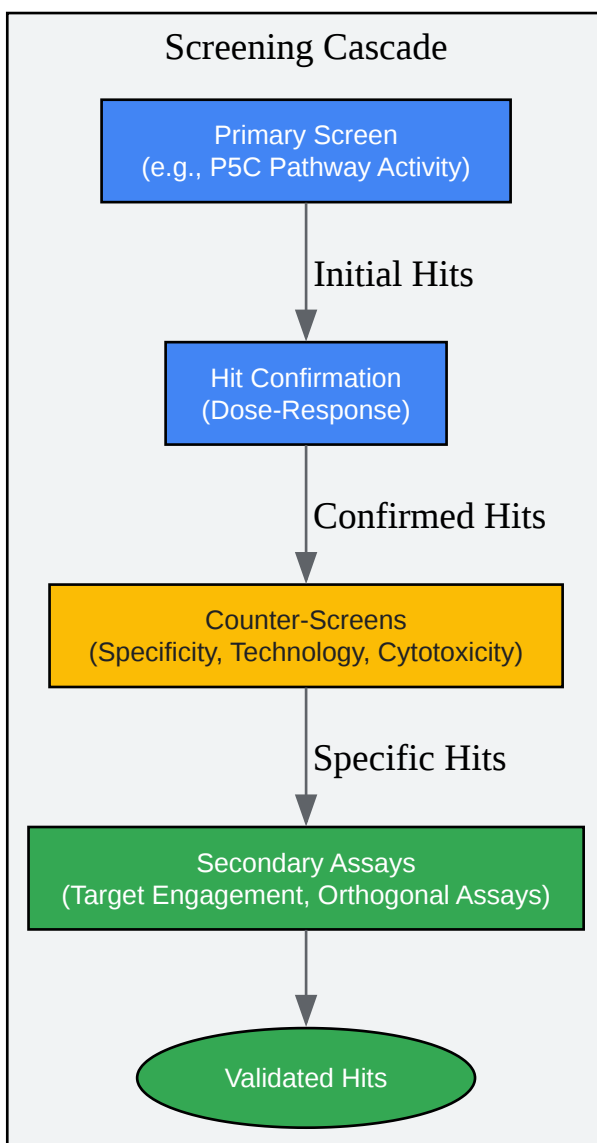 Screening Cascade
Primary Screen
(e.g., P5C Pathway Activity)
Initial Hits
Hit Confirmation
(Dose-Response)
Confirmed Hits
Counter-Screens
(Specificity, Technology, Cytotoxicity)
Specific Hits
Secondary Assays
(Target Engagement, Orthogonal Assays)
Validated Hits